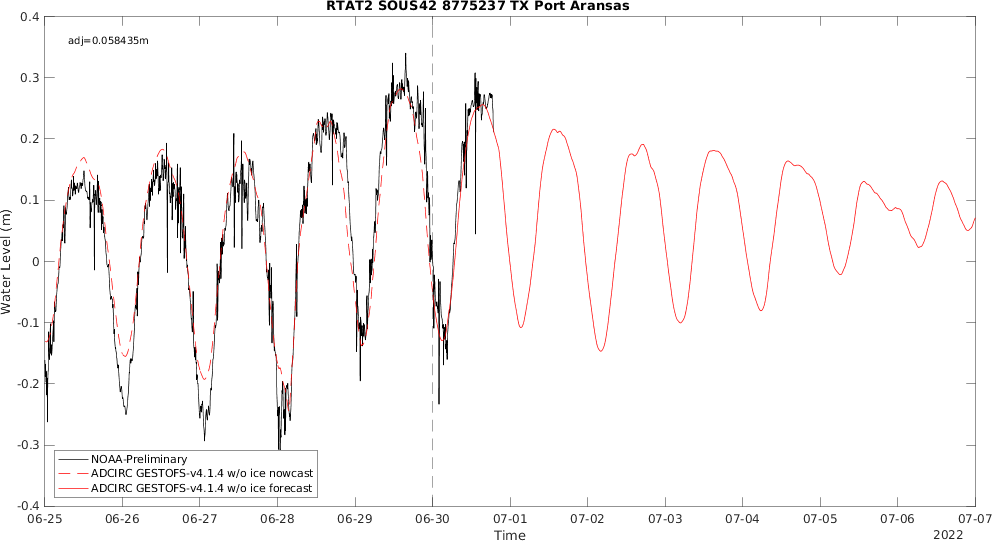 RTAT2 SOUS42 8775237 TX Port Aransas
adj=0.058435m
0.4
0.3
0.2
0.1
0
-0.1
-0.2
-0.3
-0.4
Water Level (m)
NOAA-Preliminary
ADCIRC GESTOFS-v4.1.4 w/o ice nowcast
ADCIRC GESTOFS-v4.1.4 w/o ice forecast
06-25 06-26 06-27 06-28 06-29 06-30 07-01 07-02 07-03 07-04 07-05 07-06 07-07
Time
2022